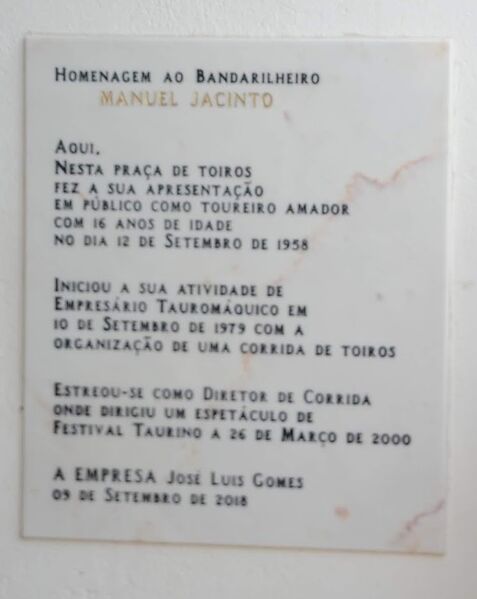 Homenagem ao Bandarilheiro
MANUEL JACINTO
Aqui,
Nesta praça de toiros
fez a sua apresentação
em público como toureiro amador
com 16 anos de idade
no dia 12 de Setembro de 1958
Iniciou a sua atividade de
Empresário Tauromáquico em
10 de Setembro de 1979 com a
organização de uma corrida de toiros
Estreou-se como Diretor de Corrida
onde dirigiu um espetáculo de
Festival Taurino a 26 de Março de 2000
A EMPRESA José Luis Gomes
09 de Setembro de 2018